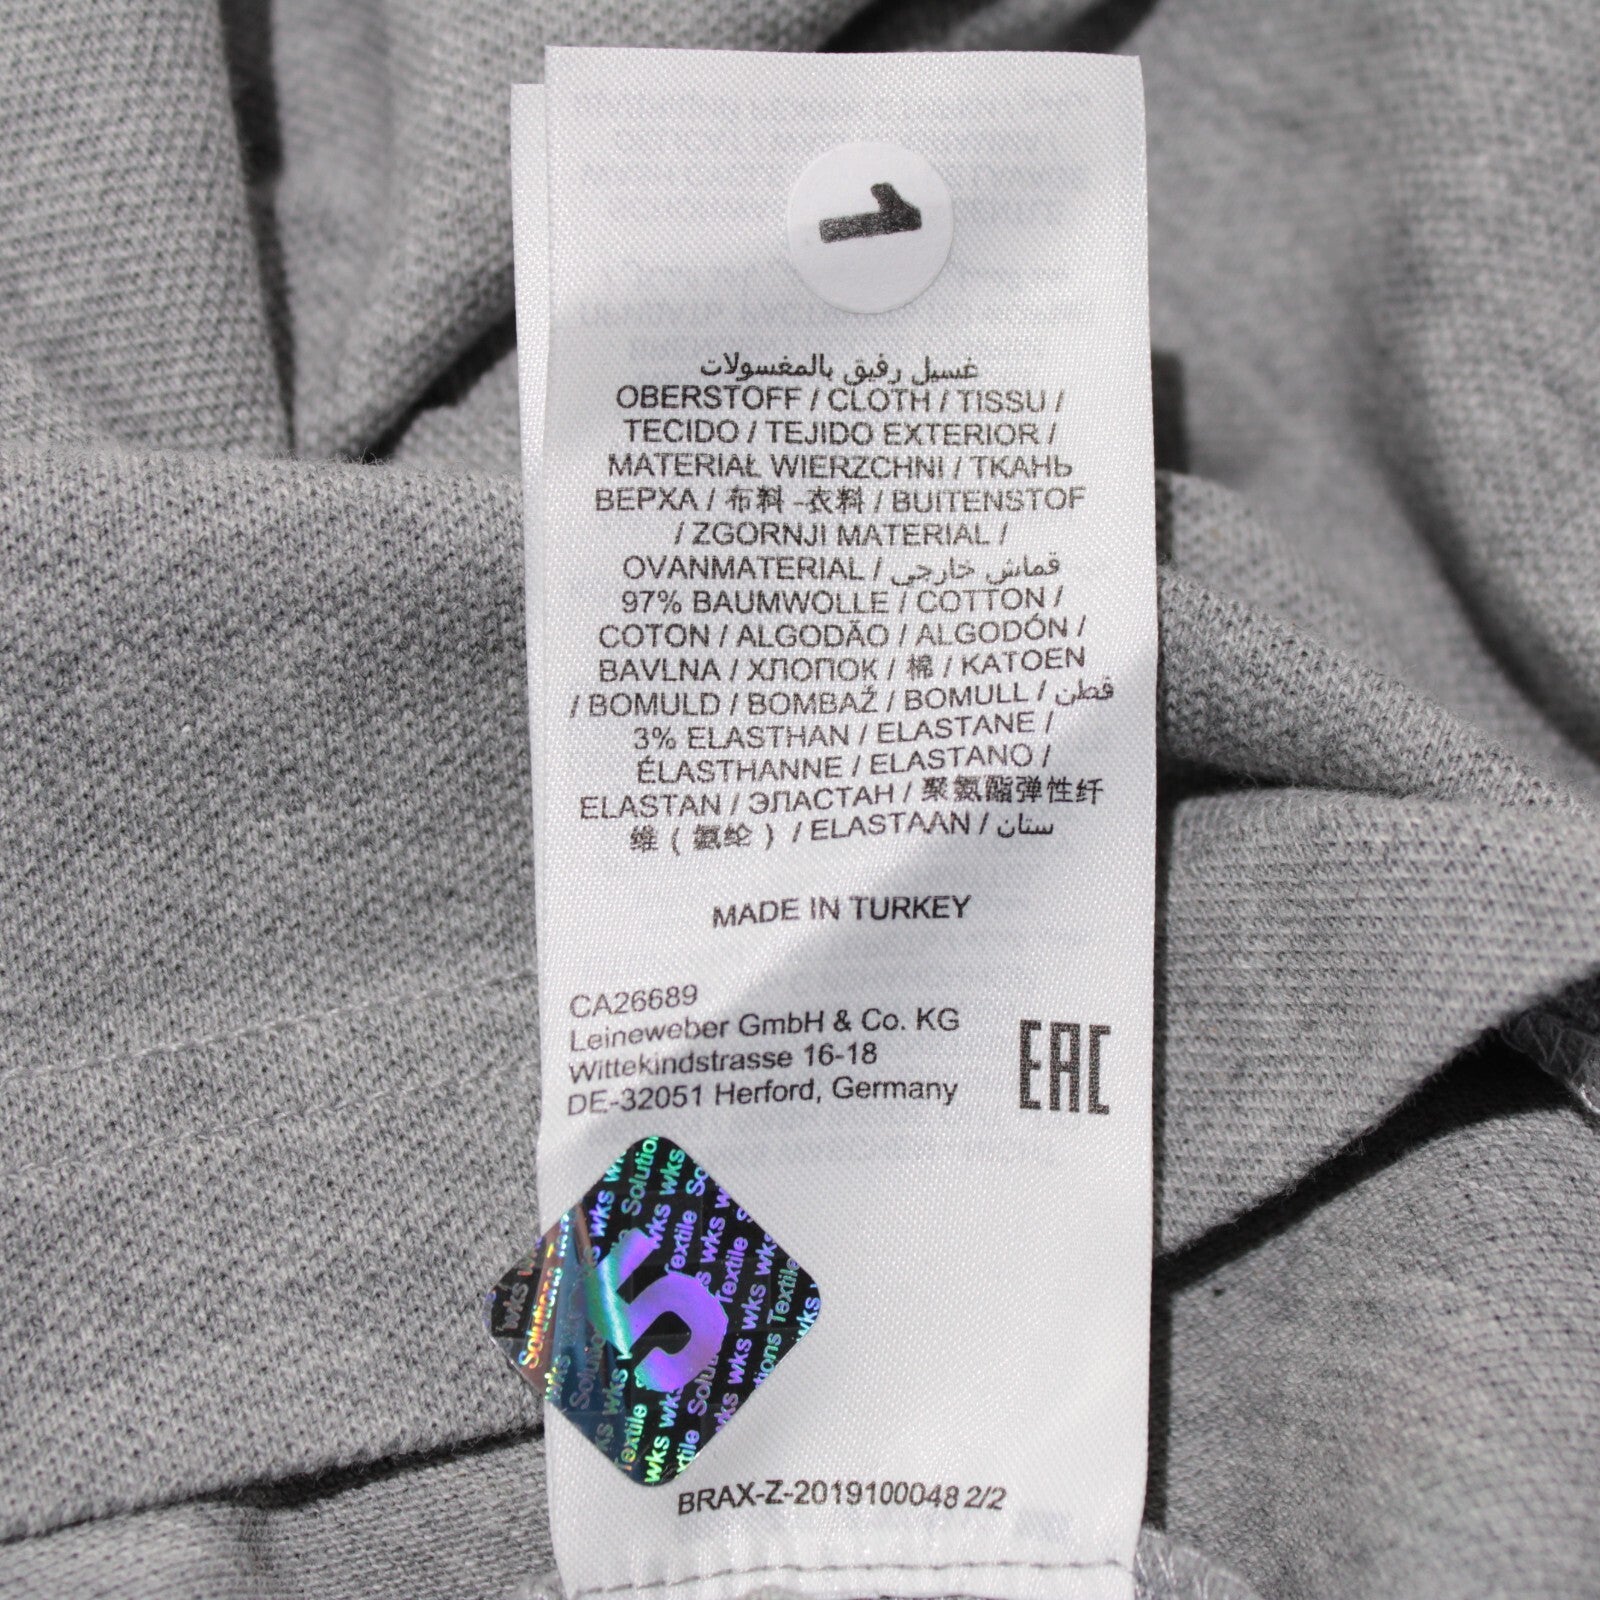 1
غسيل رفيق بالمغسولات
OBERSTOFF / CLOTH / TISSU /
TECIDO / TEJIDO EXTERIOR /
MATERIAŁ WIERZCHNI / ТКАНЬ
ВЕРХА / 布料 -衣料 / BUITENSTOF
/ ZGORNJI MATERIAL /
OVANMATERIAL / قماش خارجي
97% BAUMWOLLE / COTTON /
COTON / ALGODÃO / ALGODÓN /
BAVLNA / ХЛОПОК / 棉 / KATOEN
/ BOMULD / BOMBAŽ / BOMULL / قطن
3% ELASTHAN / ELASTANE /
ÉLASTHANNE / ELASTANO /
ELASTAN / ЭЛАСТАН / 聚氨酯弹性纤
维 ( 氨纶 ) / ELASTAAN / ستان
MADE IN TURKEY
CA26689
Leineweber GmbH & Co. KG
Wittekindstrasse 16-18
DE-32051 Herford, Germany
EAC
wks Textile Solutions
5
BRAX-Z-2019100048 2/2